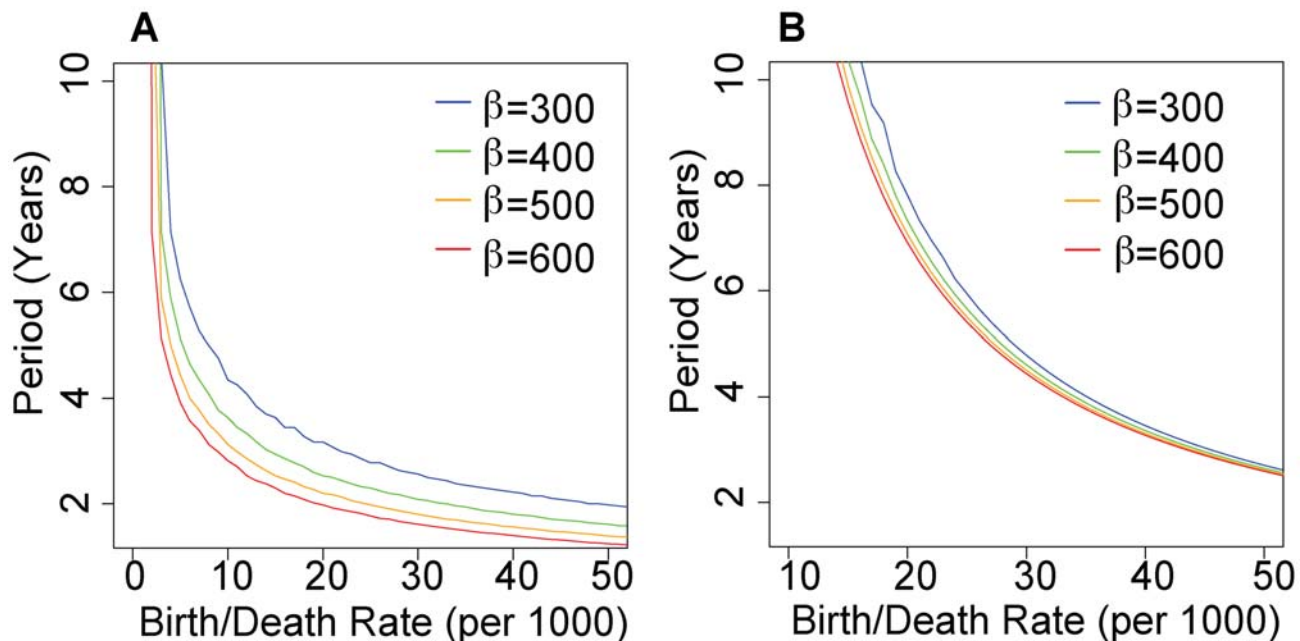 A
B
10
8
6
4
2
Period (Years)
β=300
β=400
β=500
β=600
0 10 20 30 40 50
Birth/Death Rate (per 1000)
10
8
6
4
2
Period (Years)
β=300
β=400
β=500
β=600
10 20 30 40 50
Birth/Death Rate (per 1000)